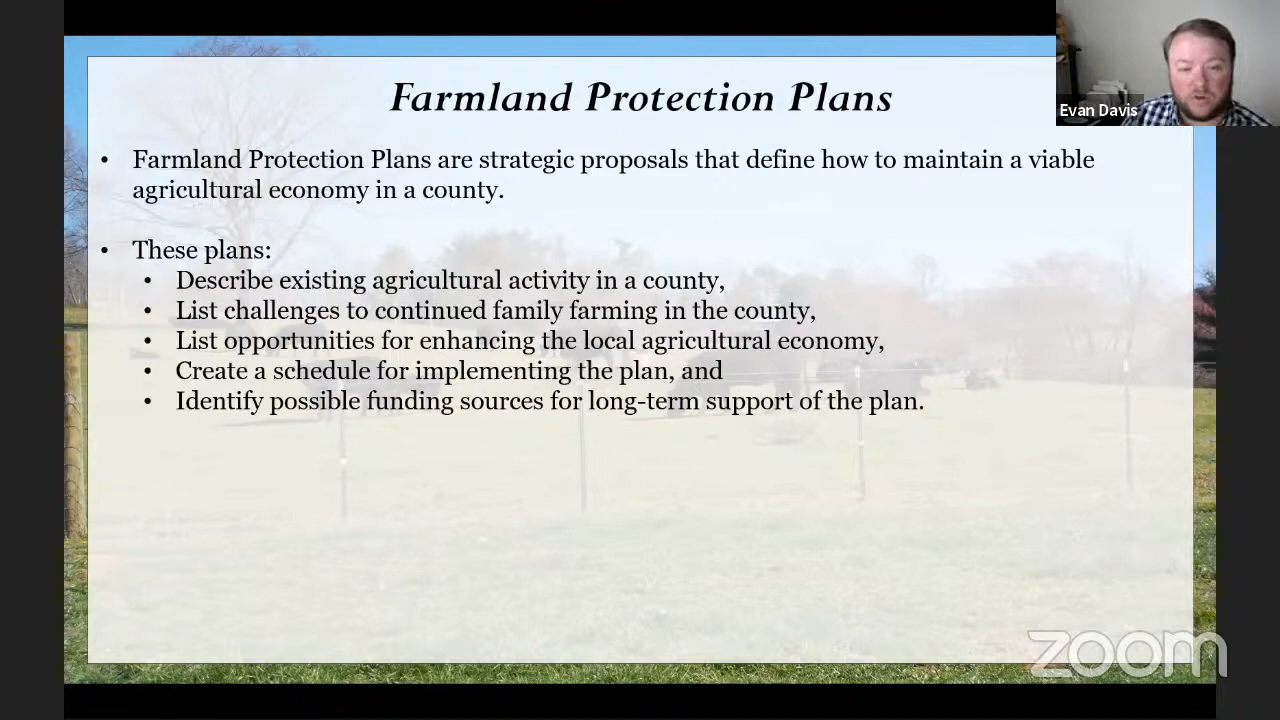 Farmland Protection Plans
Evan Davis
• Farmland Protection Plans are strategic proposals that define how to maintain a viable
agricultural economy in a county.
• These plans:
• Describe existing agricultural activity in a county,
• List challenges to continued family farming in the county,
• List opportunities for enhancing the local agricultural economy,
• Create a schedule for implementing the plan, and
• Identify possible funding sources for long-term support of the plan.
zoom